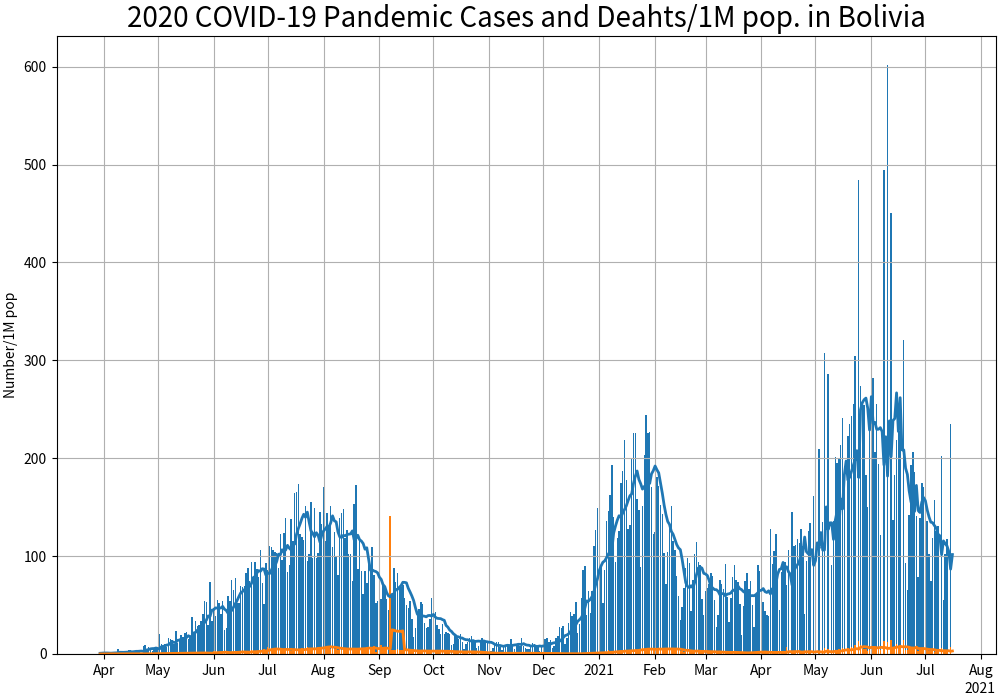 2020 COVID-19 Pandemic Cases and Deahts/1M pop. in Bolivia
Number/1M pop
600
500
400
300
200
100
0
Apr May Jun Jul Aug Sep Oct Nov Dec 2021 Feb Mar Apr May Jun Jul Aug
2021